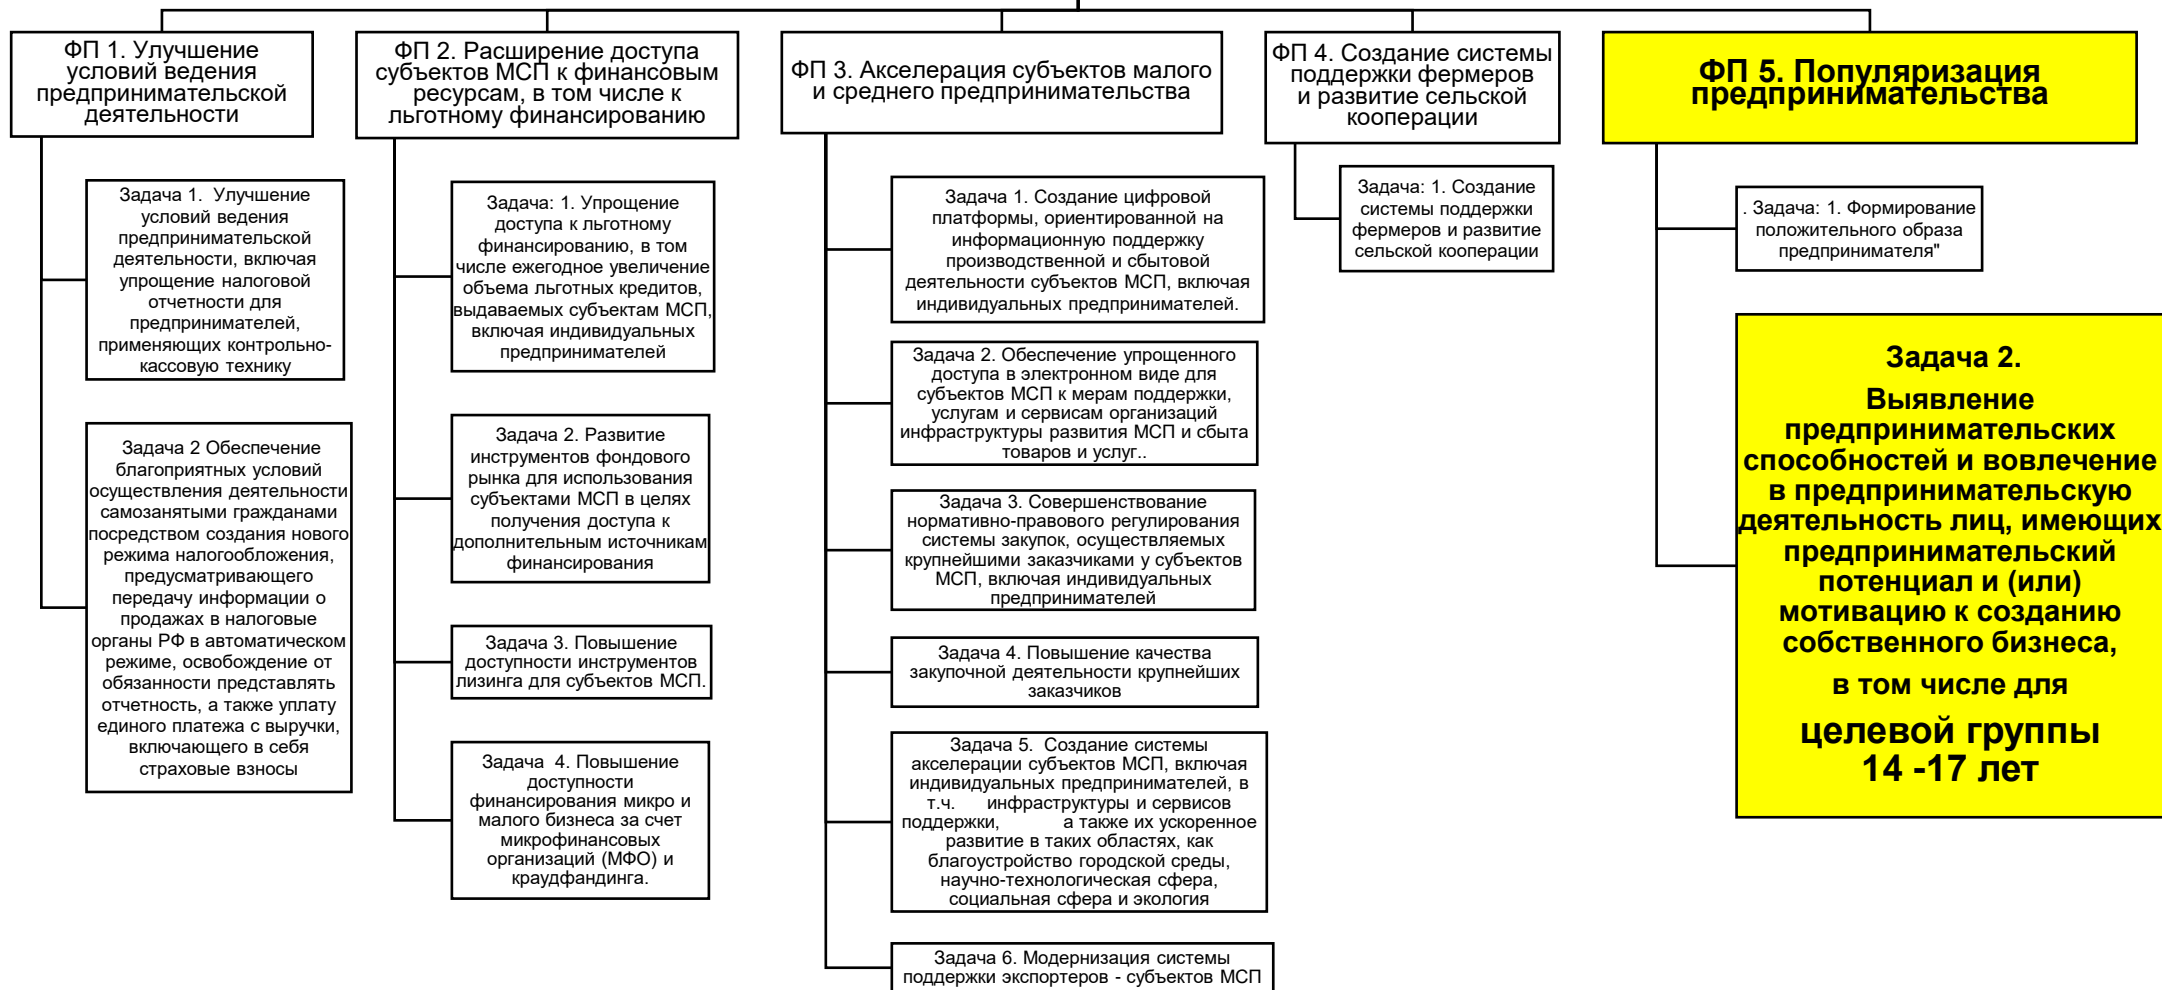 ФП 1. Улучшение
условий ведения
предпринимательской
деятельности
ФП 2. Расширение доступа
субъектов МСП к финансовым
ресурсам, в том числе к
льготному финансированию
ФП 3. Акселерация субъектов малого
и среднего предпринимательства
ФП 4. Создание системы
поддержки фермеров
и развитие сельской
кооперации
ФП 5. Популяризация
предпринимательства
Задача 1. Улучшение
условий ведения
предпринимательской
деятельности, включая
упрощение налоговой
отчетности для
предпринимателей,
применяющих контрольно-
кассовую технику
Задача 2 Обеспечение
благоприятных условий
осуществления деятельности
самозанятыми гражданами
посредством создания нового
режима налогообложения,
предусматривающего
передачу информации о
продажах в налоговые
органы РФ в автоматическом
режиме, освобождение от
обязанности представлять
отчетность, а также уплату
единого платежа с выручки,
включающего в себя
страховые взносы
Задача: 1. Упрощение
доступа к льготному
финансированию, в том
числе ежегодное увеличение
объема льготных кредитов,
выдаваемых субъектам МСП,
включая индивидуальных
предпринимателей
Задача 2. Развитие
инструментов фондового
рынка для использования
субъектами МСП в целях
получения доступа к
дополнительным источникам
финансирования
Задача 3. Повышение
доступности инструментов
лизинга для субъектов МСП.
Задача 4. Повышение
доступности
финансирования микро и
малого бизнеса за счет
микрофинансовых
организаций (МФО) и
краудфандинга.
Задача 1. Создание цифровой
платформы, ориентированной на
информационную поддержку
производственной и сбытовой
деятельности субъектов МСП, включая
индивидуальных предпринимателей.
Задача 2. Обеспечение упрощенного
доступа в электронном виде для
субъектов МСП к мерам поддержки,
услугам и сервисам организаций
инфраструктуры развития МСП и сбыта
товаров и услуг..
Задача 3. Совершенствование
нормативно-правового регулирования
системы закупок, осуществляемых
крупнейшими заказчиками у субъектов
МСП, включая индивидуальных
предпринимателей
Задача 4. Повышение качества
закупочной деятельности крупнейших
заказчиков
Задача 5. Создание системы
акселерации субъектов МСП, включая
индивидуальных предпринимателей, в
т.ч. инфраструктуры и сервисов
поддержки, а также их ускоренное
развитие в таких областях, как
благоустройство городской среды,
научно-технологическая сфера,
социальная сфера и экология
Задача 6. Модернизация системы
поддержки экспортеров - субъектов МСП
Задача: 1. Создание
системы поддержки
фермеров и развитие
сельской кооперации
. Задача: 1. Формирование
положительного образа
предпринимателя"
Задача 2.
Выявление
предпринимательских
способностей и вовлечение
в предпринимательскую
деятельность лиц, имеющих
предпринимательский
потенциал и (или)
мотивацию к созданию
собственного бизнеса,
в том числе для
целевой группы
14 -17 лет